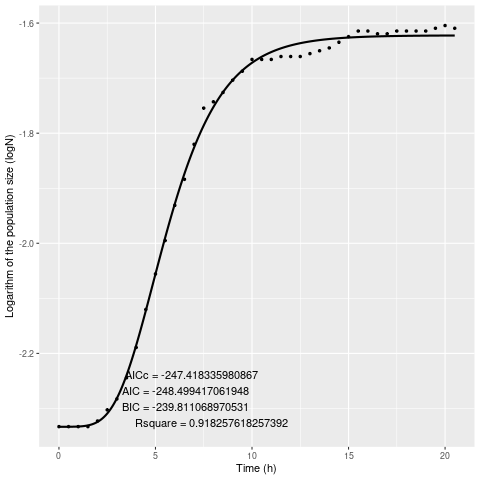 -1.6
-1.8
-2.0
-2.2
Logarithm of the population size (logN)
AICc = -247.418335980867
AIC = -248.499417061948
BIC = -239.811068970531
Rsquare = 0.918257618257392
0 5 10 15 20
Time (h)